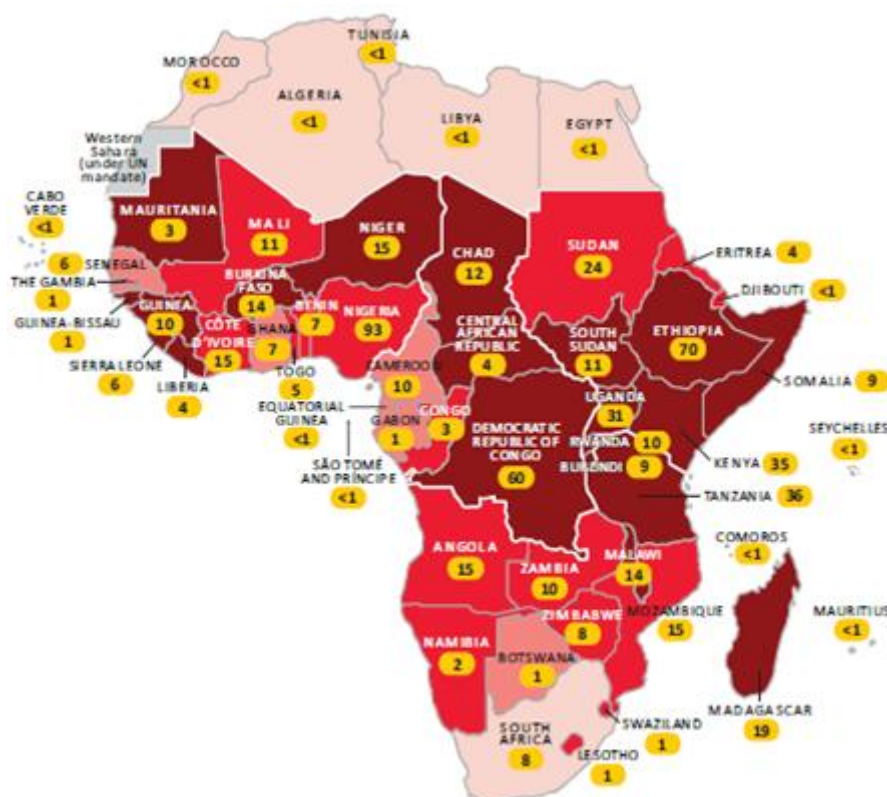 TUNISIA
<1
MOROCCO
<1
ALGERIA
<1
LIBYA
<1
EGYPT
<1
Western
Sahara
(under UN
mandate)
CABO
VERDE
<1
MAURITANIA
3
MALI
11
NIGER
15
CHAD
12
SUDAN
24
ERITREA 4
DJIBOUTI <1
6 SENEGAL
THE GAMBIA
1
GUINEA-BISSAU
1
GUINEA
10
SIERRA LEONE
6
LIBERIA
4
CÔTE
D'IVOIRE
15
BURKINA
FASO
14
GHANA
7
TOGO
5
BENIN
7
NIGERIA
93
CENTRAL
AFRICAN
REPUBLIC
4
SOUTH
SUDAN
11
ETHIOPIA
70
SOMALIA 9
CAMEROON
10
EQUATORIAL
GUINEA
<1
SÃO TOMÉ
AND PRÍNCIPE
<1
GABON
1
CONGO
3
DEMOCRATIC
REPUBLIC OF
CONGO
60
UGANDA
31
RWANDA 10
BURUNDI 9
KENYA 35
TANZANIA 36
SEYCHELLES
<1
COMOROS
<1
ANGOLA
15
ZAMBIA
10
MALAWI
14
MOZAMBIQUE
15
ZIMBABWE
8
NAMIBIA
2
BOTSWANA
1
MAURITIUS
<1
MADAGASCAR
19
SOUTH
AFRICA
8
SWAZILAND
1
LESOTHO
1